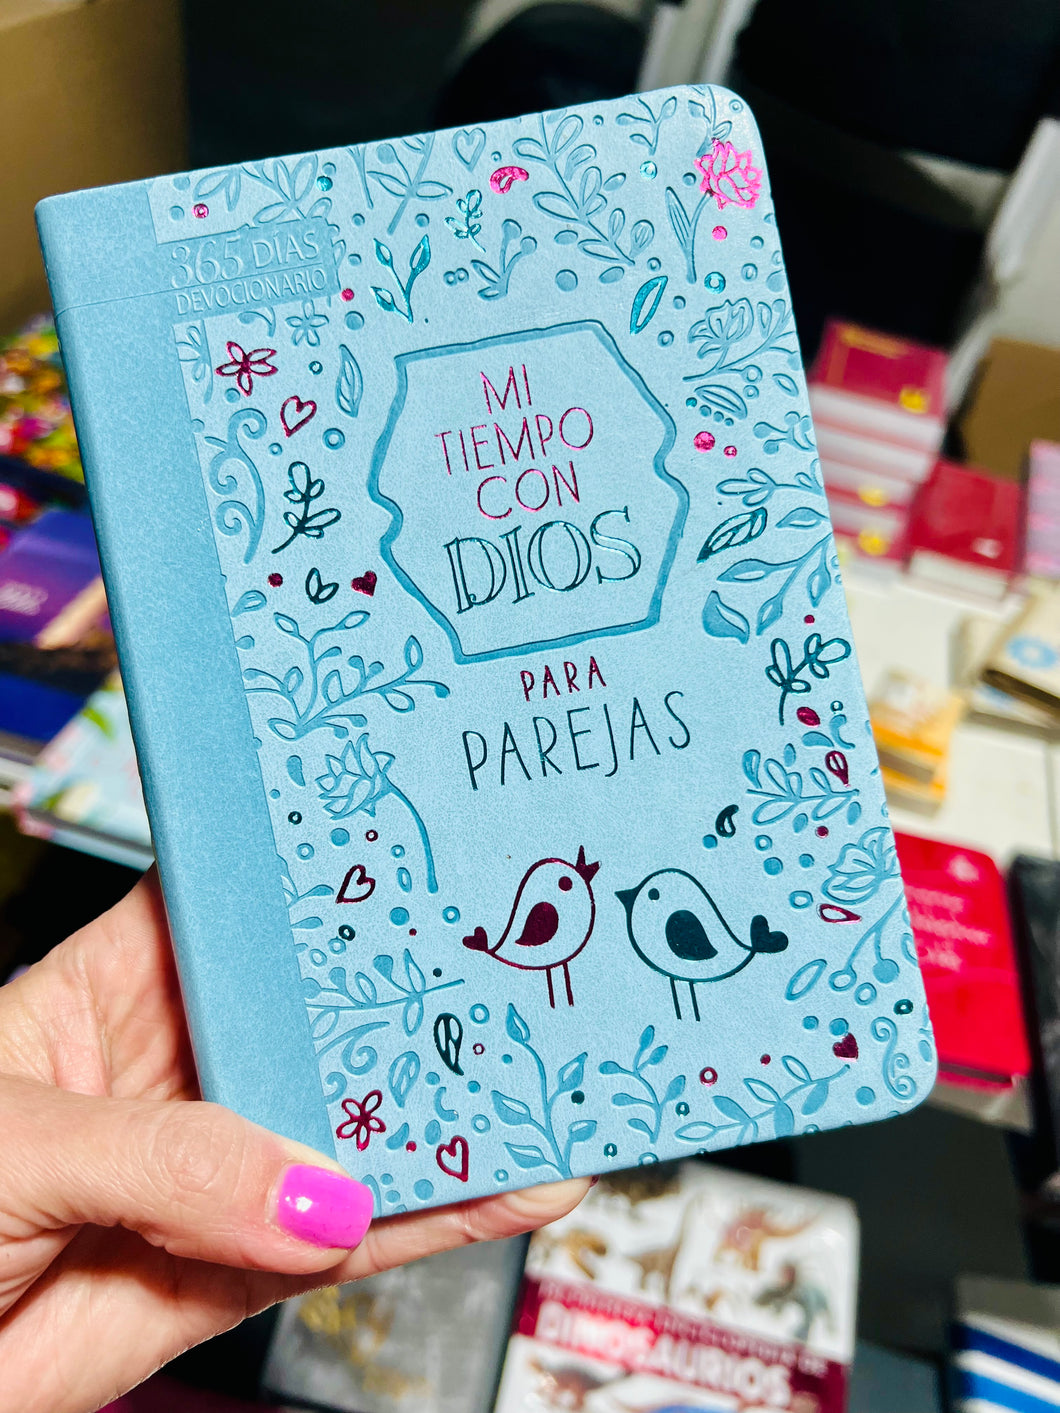 365 DÍAS
DEVOCIONARIO
MI
TIEMPO
CON
DIOS
PARA
PAREJAS
DINOSAURIOS